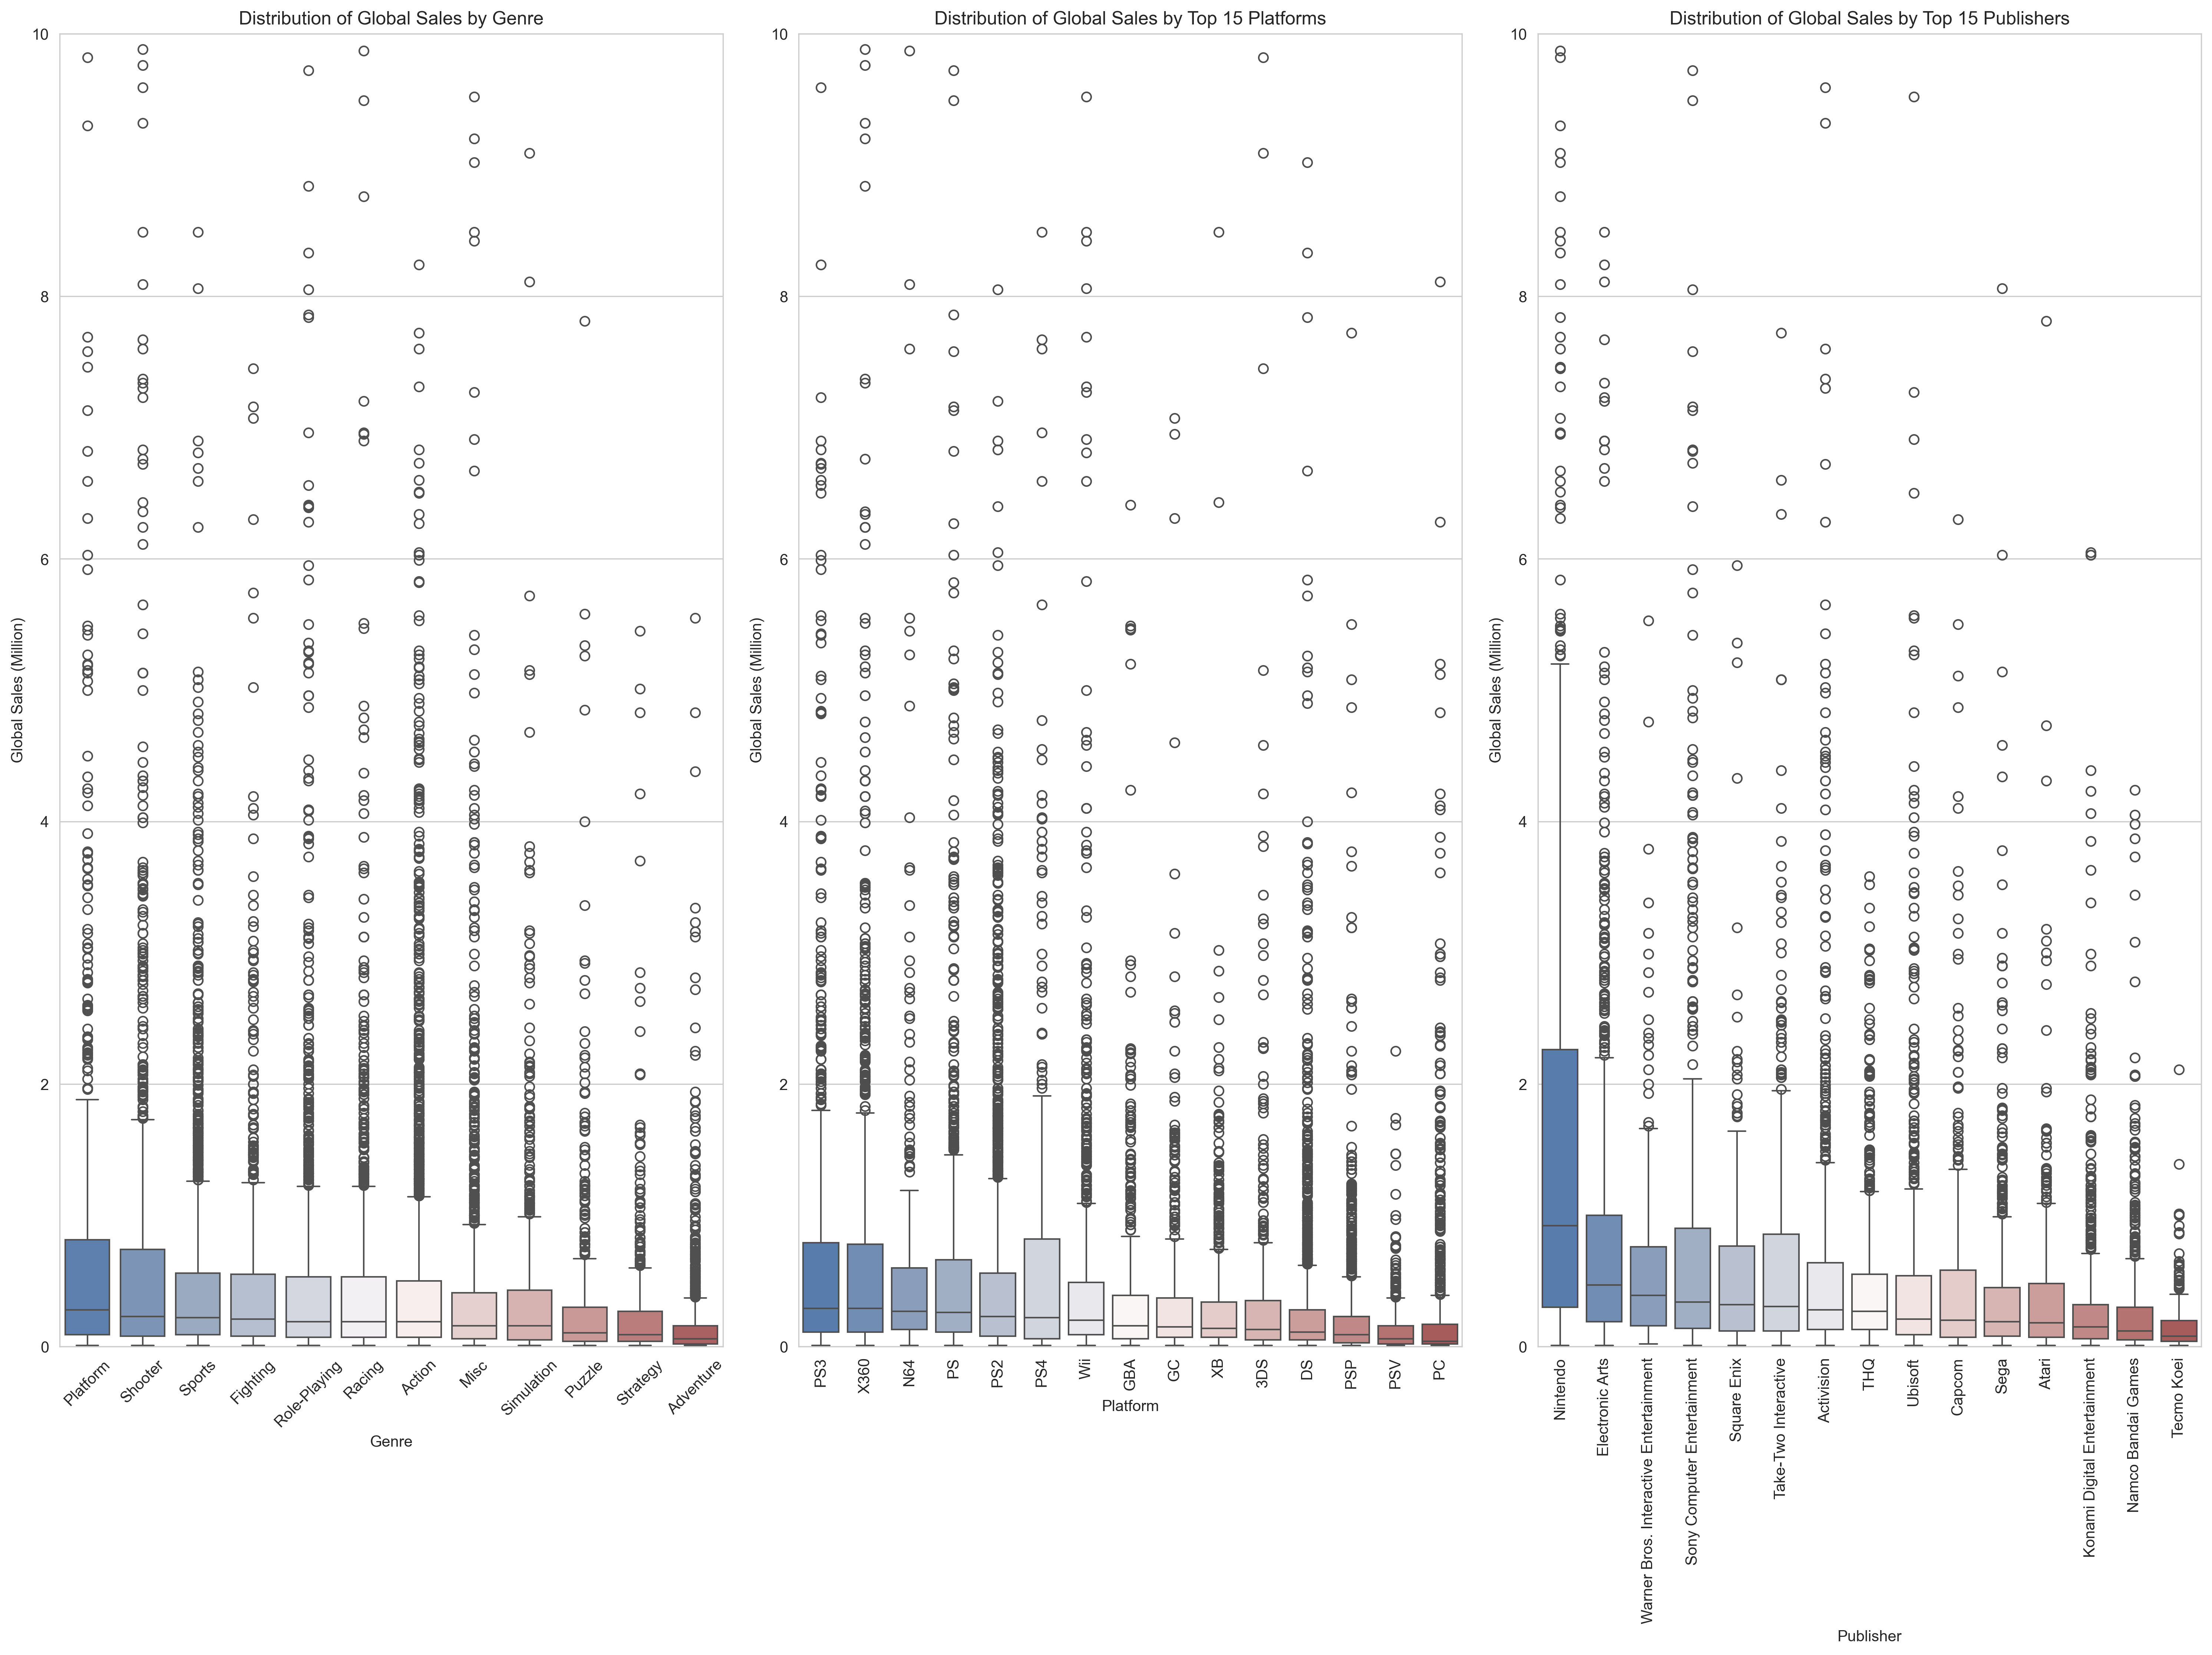 Distribution of Global Sales by Genre
Global Sales (Million)
10
8
6
4
2
0
Platform
Shooter
Sports
Fighting
Role-Playing
Racing
Action
Misc
Simulation
Puzzle
Strategy
Adventure
Genre
Distribution of Global Sales by Top 15 Platforms
Global Sales (Million)
10
8
6
4
2
0
PS3
X360
N64
PS
PS2
PS4
Wii
GBA
GC
XB
3DS
DS
PSP
PSV
PC
Platform
Distribution of Global Sales by Top 15 Publishers
Global Sales (Million)
10
8
6
4
2
0
Nintendo
Electronic Arts
Warner Bros. Interactive Entertainment
Sony Computer Entertainment
Square Enix
Take-Two Interactive
Activision
THQ
Ubisoft
Capcom
Sega
Atari
Konami Digital Entertainment
Namco Bandai Games
Tecmo Koei
Publisher